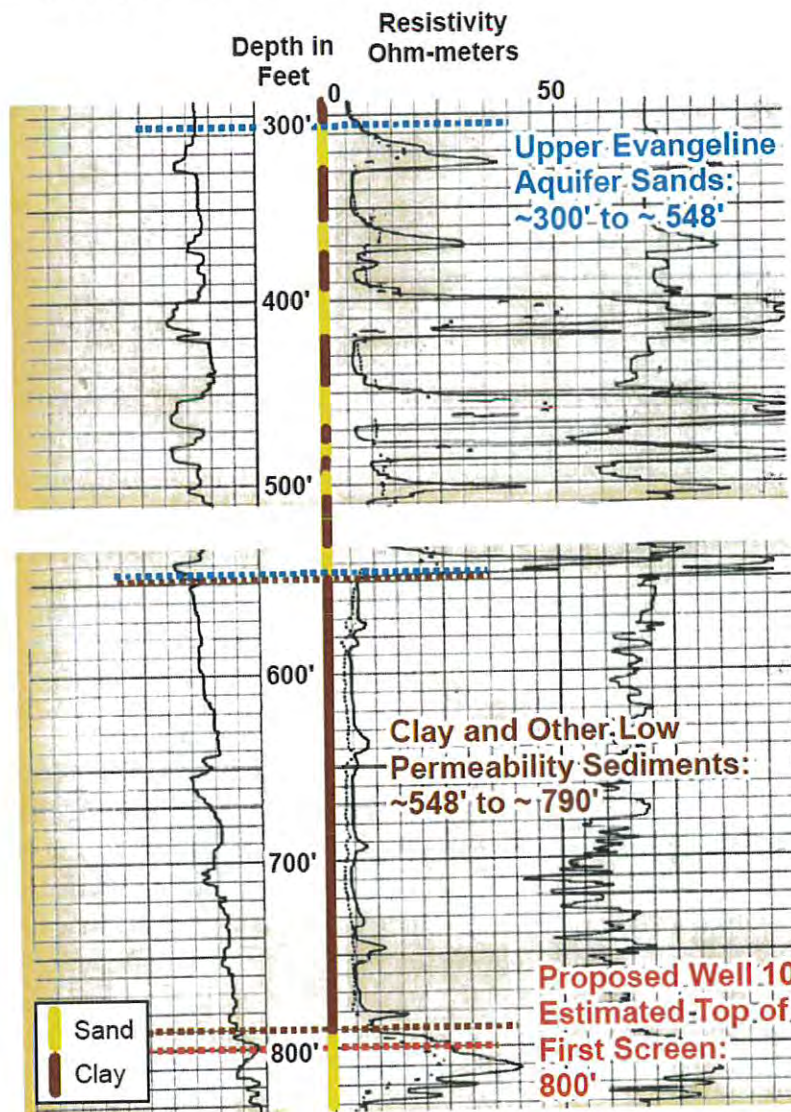 Resistivity
Ohm-meters
Depth in
Feet
0
50
300'
Upper Evangeline
Aquifer Sands:
~300' to ~ 548'
400'
500'
600'
Clay and Other Low
Permeability Sediments:
~548' to ~ 790'
700'
Proposed Well 10
Estimated Top of
First Screen:
800'
800'
Sand
Clay